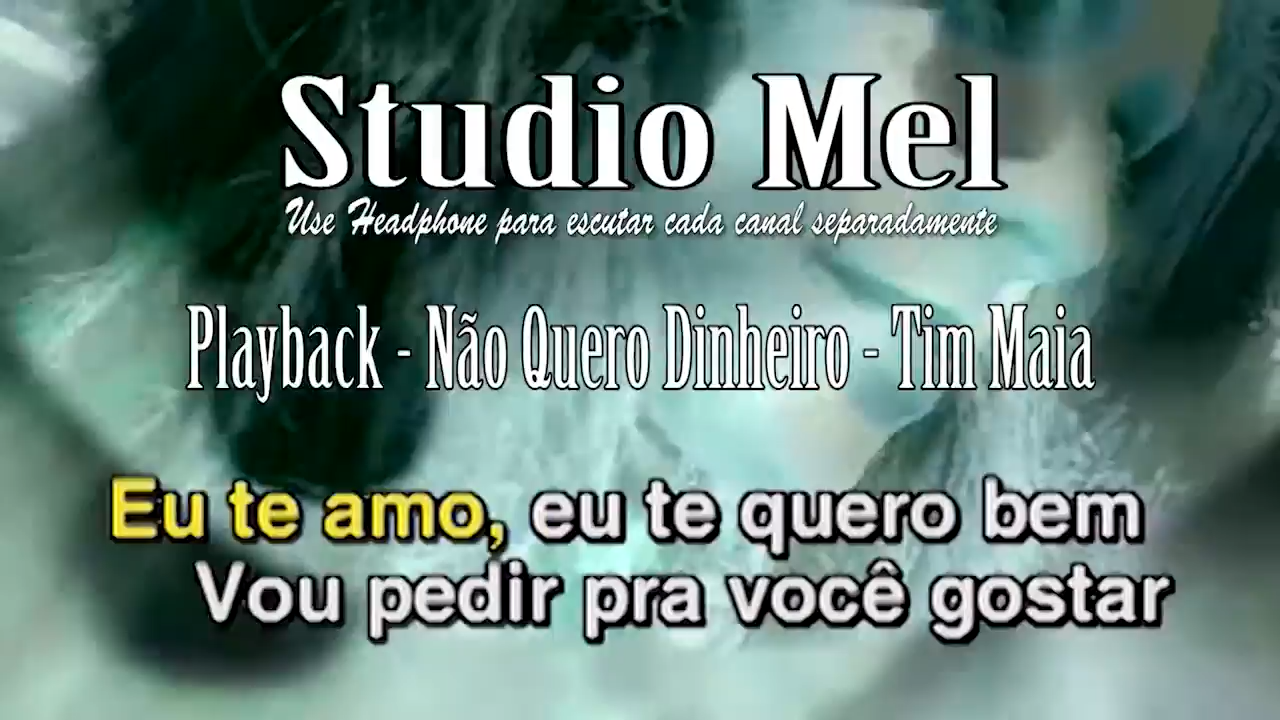 Studio Mel
Use Headphone para escutar cada canal separadamente
Playback - Não Quero Dinheiro - Tim Maia
Eu te amo, eu te quero bem
Vou pedir pra você gostar